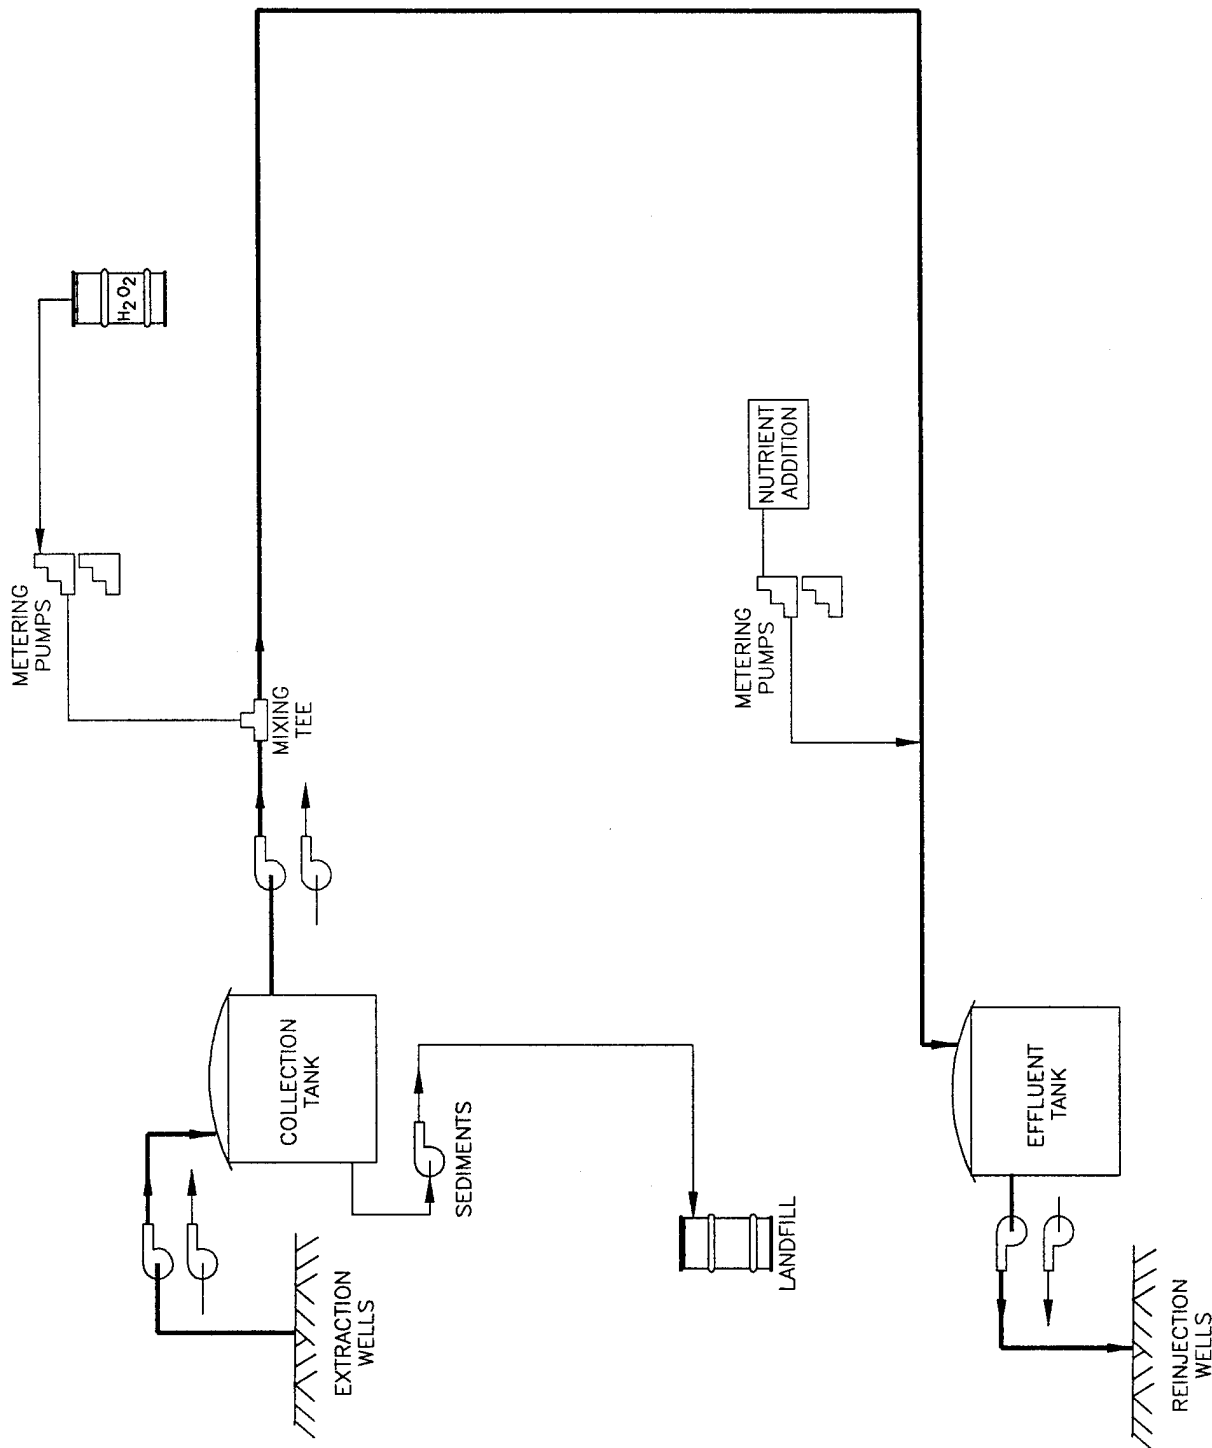 EXTRACTION
WELLS
COLLECTION
TANK
SEDIMENTS
LANDFILL
MIXING
TEE
METERING
PUMPS
H2O2
NUTRIENT
ADDITION
METERING
PUMPS
EFFLUENT
TANK
REINJECTION
WELLS